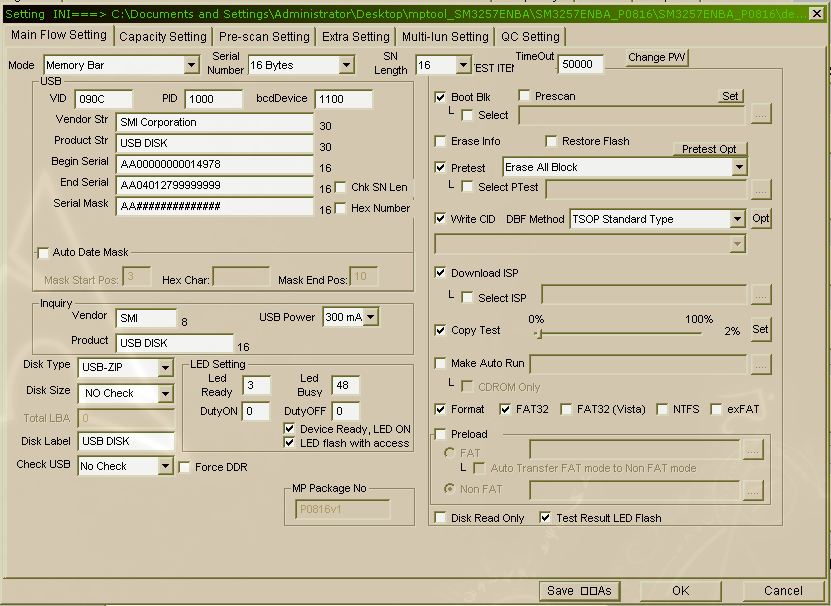 Setting INI===> C:\Documents and Settings\Administrator\Desktop\mptool_SM3257ENBA\SM3257ENBA_P0816\SM3257ENBA_P0816\de...
Main Flow Setting Capacity Setting Pre-scan Setting Extra Setting Multi-lun Setting QC Setting
Mode Memory Bar Serial Number 16 Bytes SN Length 16 TEST ITEM TimeOut 50000 Change PW
USB
VID 090C PID 1000 bcdDevice 1100
Vendor Str SMI Corporation 30
Product Str USB DISK 30
Begin Serial AA00000000014978 16
End Serial AA04012799999999 16 Chk SN Len
Serial Mask AA############## 16 Hex Number
Auto Date Mask
Mask Start Pos: 3 Hex Char: Mask End Pos: 10
Inquiry
Vendor SMI 8 USB Power 300 mA
Product USB DISK 16
Disk Type USB-ZIP
Disk Size NO Check
Total LBA 0
Disk Label USB DISK
Check USB No Check Force DDR
LED Setting
Led Ready 3 Led Busy 48
DutyON 0 DutyOFF 0
Device Ready, LED ON
LED flash with access
MP Package No
P0816v1
Boot Blk Prescan Set
Select ....
Erase Info Restore Flash
Pretest Opt
Pretest Erase All Block
Select PTest ....
Write CID DBF Method TSOP Standard Type Opt
Download ISP
Select ISP ....
0% 100%
Copy Test 2% Set
Make Auto Run ....
CDROM Only
Format FAT32 FAT32 (Vista) NTFS exFAT
Preload
FAT ....
Auto Transfer FAT mode to Non FAT mode
Non FAT ....
Disk Read Only Test Result LED Flash
Save □□As OK Cancel